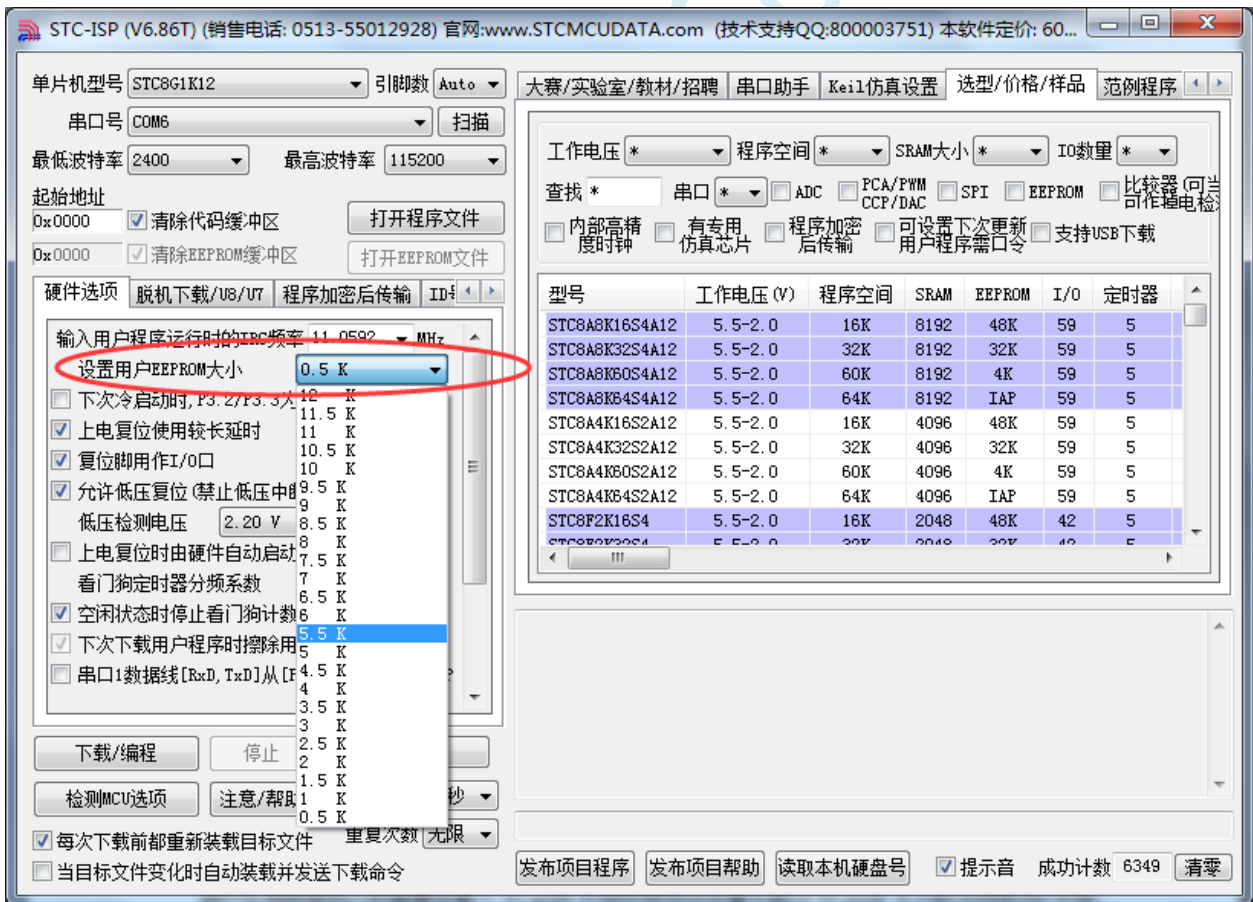 STC-ISP (V6.86T) (销售电话: 0513-55012928) 官网:www.STCMCUDATA.com (技术支持QQ:800003751) 本软件定价: 60...
单片机型号 STC8G1K12 引脚数 Auto
串口号 COM6 扫描
最低波特率 2400 最高波特率 115200
起始地址
0x0000 清除代码缓冲区 打开程序文件
0x0000 清除EEPROM缓冲区 打开EEPROM文件
硬件选项 脱机下载/U8/U7 程序加密后传输
输入用户程序运行时的IRC频率 11.0592 MHz
设置用户EEPROM大小 0.5 K
下次冷启动时,P3.2/P3.3
上电复位使用较长延时
复位脚用作I/O口
允许低压复位(禁止低压中
低压检测电压 2.20 V
上电复位时由硬件自动启动
看门狗定时器分频系数
空闲状态时停止看门狗计数
下次下载用户程序时擦除用
串口1数据线[RxD,TxD]从[P
12 K
11.5 K
11 K
10.5 K
10 K
9.5 K
9 K
8.5 K
8 K
7.5 K
7 K
6.5 K
6 K
5.5 K
5 K
4.5 K
4 K
3.5 K
3 K
2.5 K
2 K
1.5 K
1 K
0.5 K
下载/编程 停止
检测MCU选项 注意/帮助 秒
每次下载前都重新装载目标文件 重复次数 无限
当目标文件变化时自动装载并发送下载命令
大赛/实验室/教材/招聘 串口助手 Keil仿真设置 选型/价格/样品 范例程序
工作电压 * 程序空间 * SRAM大小 * IO数量 *
查找 * 串口 * ADC PCA/PWM CCP/DAC SPI EEPROM 比较器(可当
可作掉电检
内部高精度时钟 有专用仿真芯片 程序加密后传输 可设置下次更新用户程序需口令 支持USB下载
型号 工作电压(V) 程序空间 SRAM EEPROM I/O 定时器
STC8A8K16S4A12 5.5-2.0 16K 8192 48K 59 5
STC8A8K32S4A12 5.5-2.0 32K 8192 32K 59 5
STC8A8K60S4A12 5.5-2.0 60K 8192 4K 59 5
STC8A8K64S4A12 5.5-2.0 64K 8192 IAP 59 5
STC8A4K16S2A12 5.5-2.0 16K 4096 48K 59 5
STC8A4K32S2A12 5.5-2.0 32K 4096 32K 59 5
STC8A4K60S2A12 5.5-2.0 60K 4096 4K 59 5
STC8A4K64S2A12 5.5-2.0 64K 4096 IAP 59 5
STC8F2K16S4 5.5-2.0 16K 2048 48K 42 5
STC8F2K32S4 5.5-2.0 32K 2048 32K 42 5
发布项目程序 发布项目帮助 读取本机硬盘号 提示音 成功计数 6349 清零